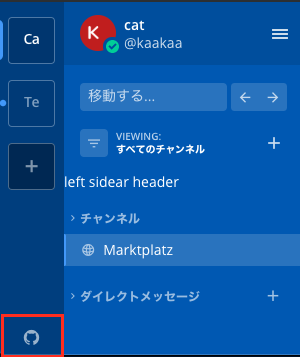 Ca
Te
K
cat
@kaakaa
移動する...
VIEWING:
すべてのチャンネル
left sidear header
チャンネル
Marktplatz
ダイレクトメッセージ